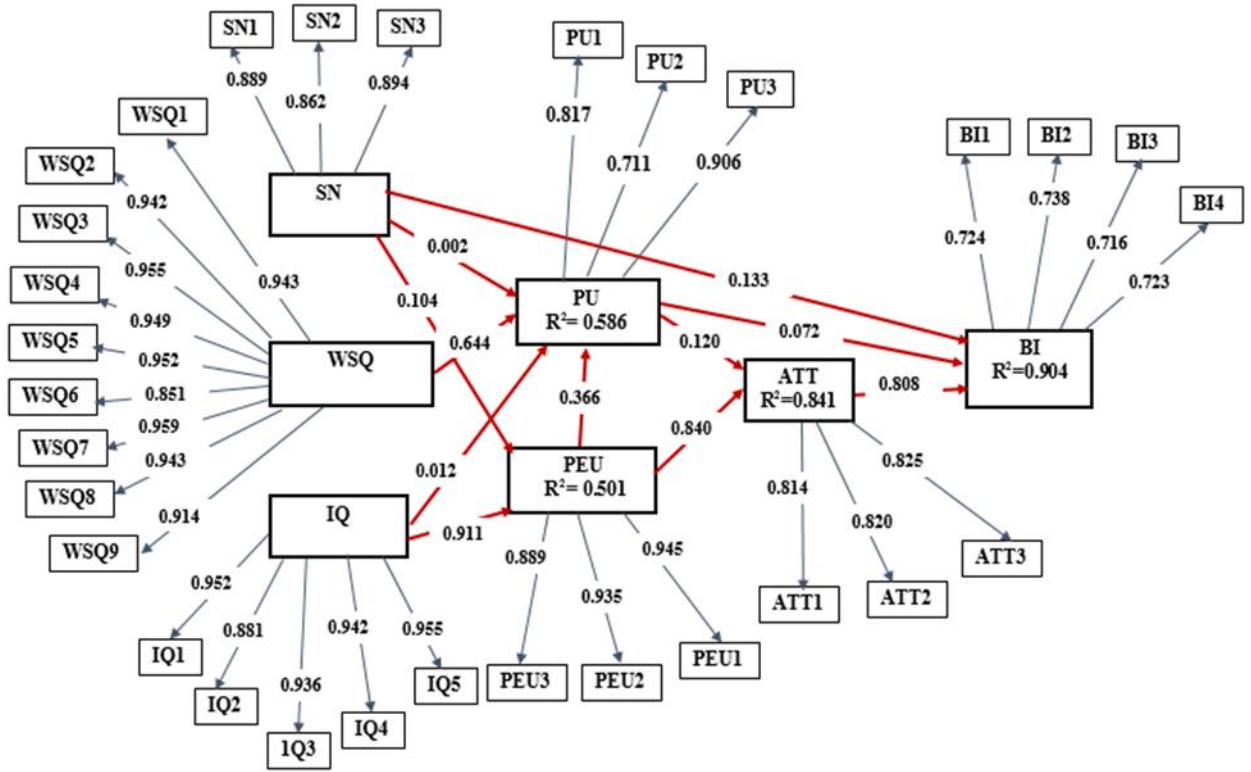 SN1
SN2
SN3
0.889
0.862
0.894
PU1
PU2
PU3
0.817
0.711
0.906
BI1
BI2
BI3
BI4
0.724
0.738
0.716
0.723
WSQ1
WSQ2
WSQ3
WSQ4
WSQ5
WSQ6
WSQ7
WSQ8
WSQ9
0.943
0.942
0.955
0.949
0.952
0.851
0.959
0.943
0.914
SN
0.002
0.104
0.133
WSQ
0.644
PU
R²= 0.586
0.072
0.120
BI
R²=0.904
ATT
R²=0.841
0.808
0.366
0.840
0.012
IQ
0.911
PEU
R²= 0.501
0.814
0.820
0.825
ATT1
ATT2
ATT3
0.889
0.935
0.945
PEU3
PEU2
PEU1
0.952
0.881
0.936
0.942
0.955
IQ1
IQ2
1Q3
IQ4
IQ5